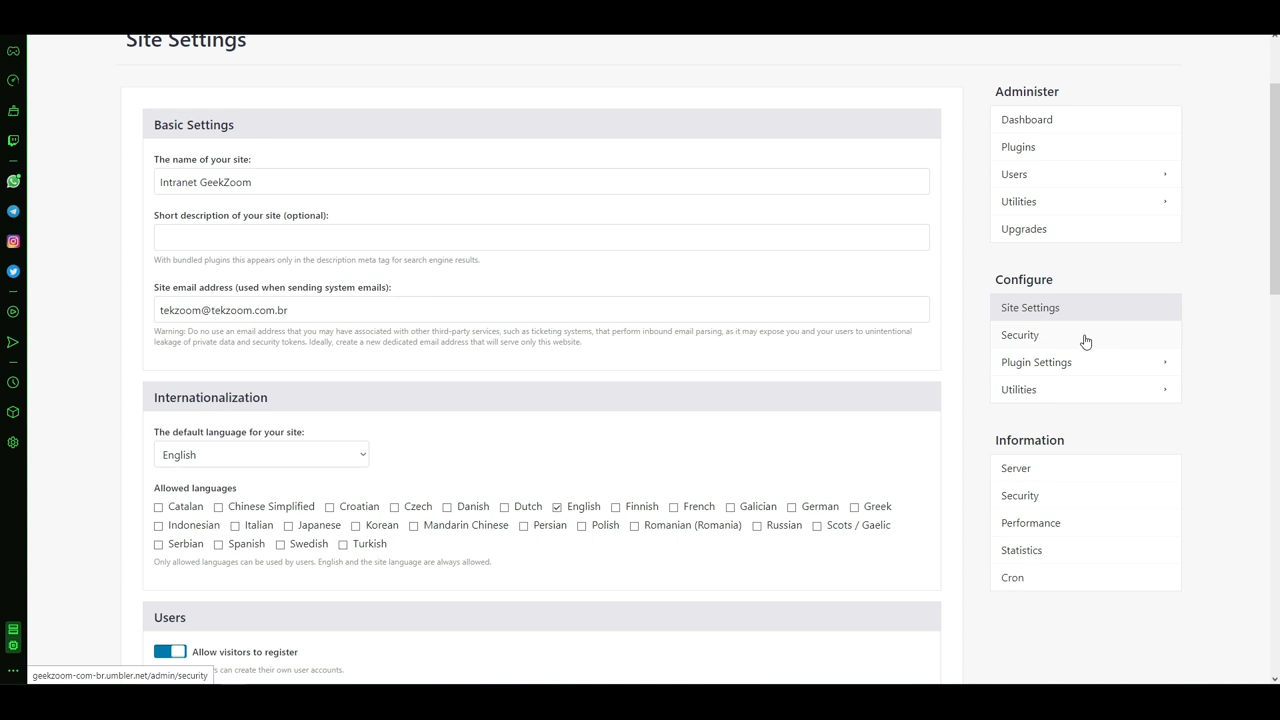 Site Settings
Basic Settings
The name of your site:
Intranet GeekZoom
Short description of your site (optional):
With bundled plugins this appears only in the description meta tag for search engine results.
Site email address (used when sending system emails):
tekzoom@tekzoom.com.br
Warning: Do no use an email address that you may have associated with other third-party services, such as ticketing systems, that perform inbound email parsing, as it may expose you and your users to unintentional
leakage of private data and security tokens. Ideally, create a new dedicated email address that will serve only this website.
Internationalization
The default language for your site:
English
Allowed languages
Catalan Chinese Simplified Croatian Czech Danish Dutch English Finnish French Galician German Greek
Indonesian Italian Japanese Korean Mandarin Chinese Persian Polish Romanian (Romania) Russian Scots / Gaelic
Serbian Spanish Swedish Turkish
Only allowed languages can be used by users. English and the site language are always allowed.
Users
Allow visitors to register
s can create their own user accounts.
geekzoom-com-br.umbler.net/admin/security
Administer
Dashboard
Plugins
Users
Utilities
Upgrades
Configure
Site Settings
Security
Plugin Settings
Utilities
Information
Server
Security
Performance
Statistics
Cron